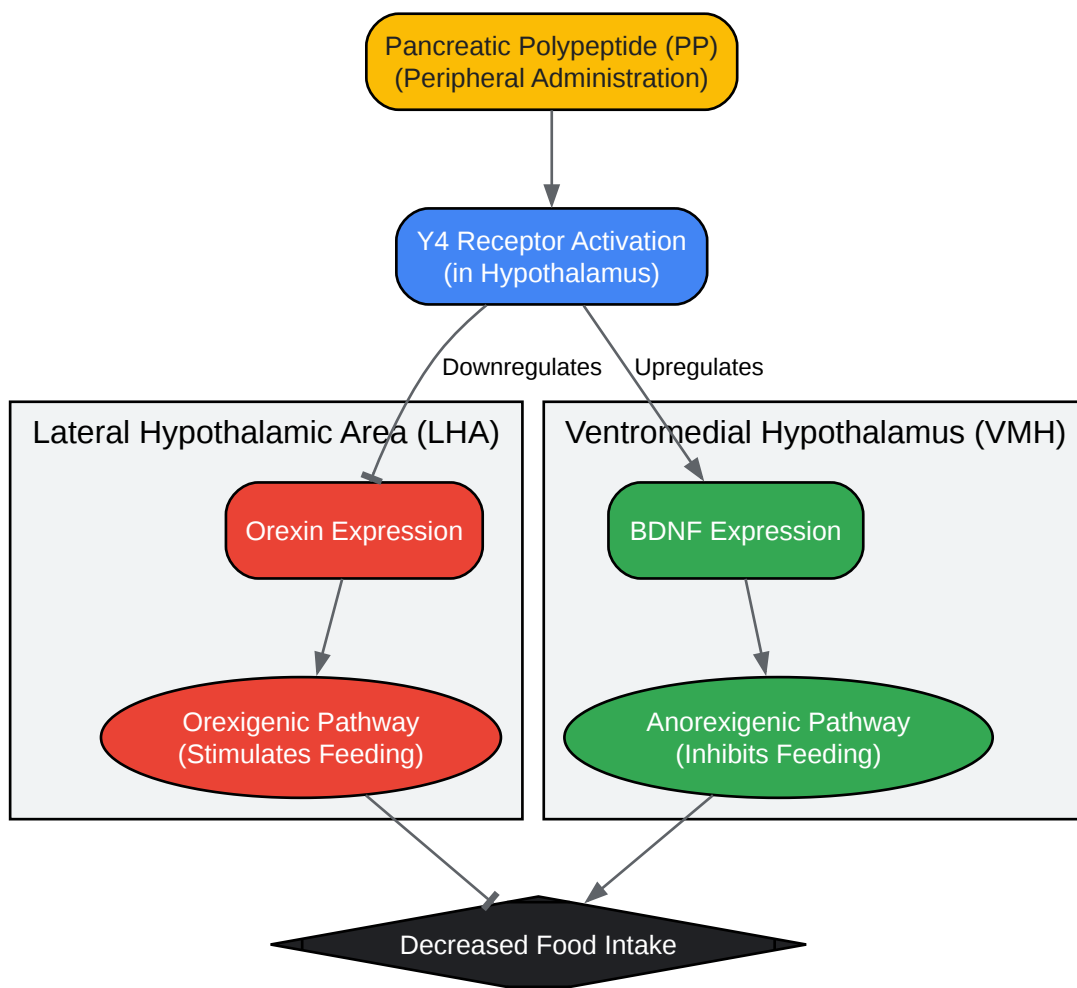 Pancreatic Polypeptide (PP)
(Peripheral Administration)
Y4 Receptor Activation
(in Hypothalamus)
Downregulates
Upregulates
Lateral Hypothalamic Area (LHA)
Ventromedial Hypothalamus (VMH)
Orexin Expression
BDNF Expression
Orexigenic Pathway
(Stimulates Feeding)
Anorexigenic Pathway
(Inhibits Feeding)
Decreased Food Intake